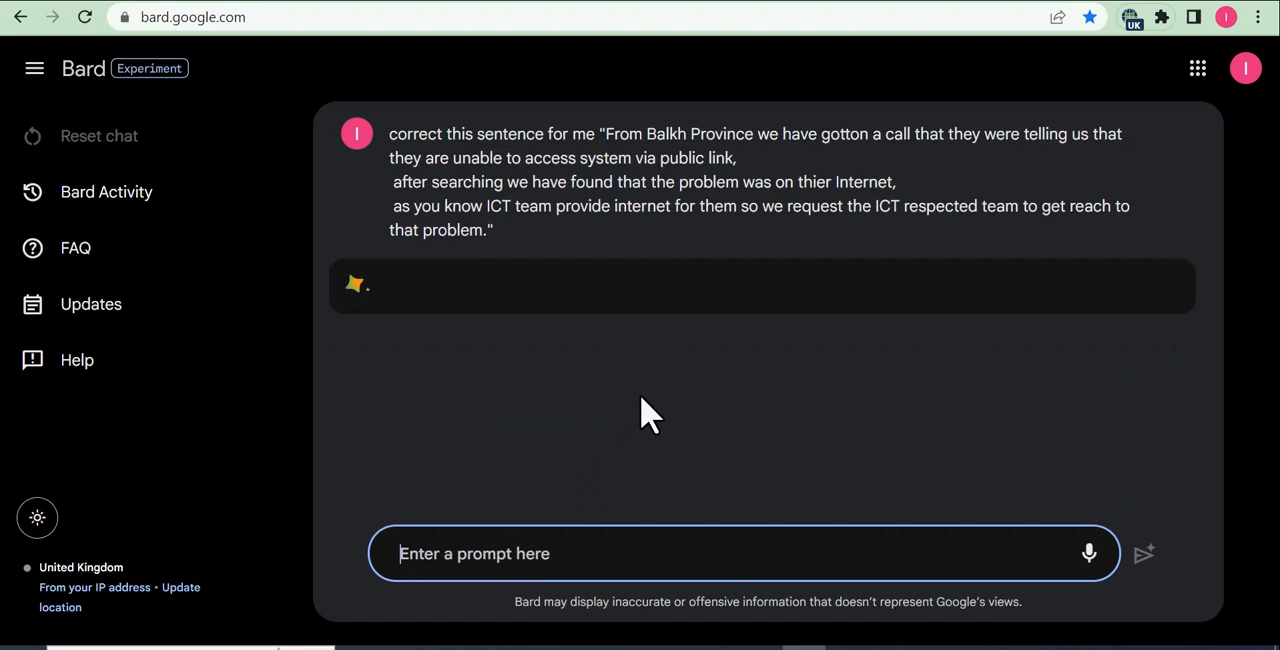 bard.google.com
UK
I
Bard Experiment
I
Reset chat
Bard Activity
FAQ
Updates
Help
I
correct this sentence for me "From Balkh Province we have gotton a call that they were telling us that
they are unable to access system via public link,
after searching we have found that the problem was on thier Internet,
as you know ICT team provide internet for them so we request the ICT respected team to get reach to
that problem."
Enter a prompt here
Bard may display inaccurate or offensive information that doesn't represent Google's views.
United Kingdom
From your IP address • Update
location